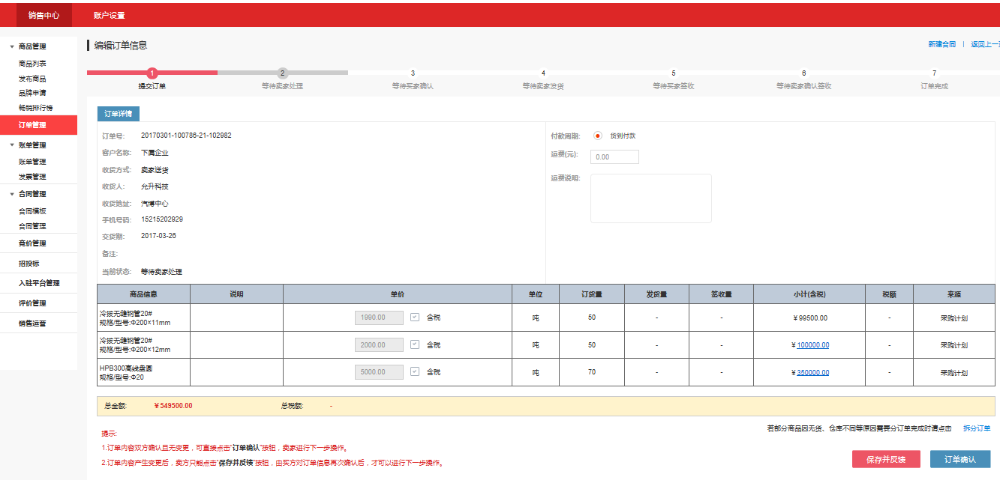 销售中心 账户设置
商品管理
商品列表
发布商品
品牌申请
畅销排行榜
订单管理
账单管理
账单管理
发票管理
合同管理
合同模板
合同管理
竞价管理
招投标
入驻平台管理
评价管理
销售运营
编辑订单信息
新建合同 | 返回上一
1 2 3 4 5 6 7
提交订单 等待卖家处理 等待买家确认 等待卖家发货 等待买家签收 等待卖家确认签收 订单完成
订单详情
订单号: 20170301-100786-21-102982
客户名称: 下属企业
收货方式: 卖家送货
收货人: 允升科技
收货地址: 汽博中心
手机号码: 15215202929
交货期: 2017-03-26
备注:
当前状态: 等待卖家处理
付款周期: 货到付款
运费(元): 0.00
运费说明:
商品信息 说明 单价 单位 订货量 发货量 签收量 小计(含税) 税额 来源
冷拔无缝钢管20#
规格/型号:Φ200×11mm
1990.00 含税 吨 50 - - ￥99500.00 - 采购计划
冷拔无缝钢管20#
规格/型号:Φ200×12mm
2000.00 含税 吨 50 - - ￥100000.00 - 采购计划
HPB300高线盘圆
规格/型号:Φ20
5000.00 含税 吨 70 - - ￥350000.00 - 采购计划
总金额: ￥549500.00 总税额: -
若部分商品因无货、仓库不同等原因需要分订单完成时请点击 拆分订单
提示:
1.订单内容双方确认且无变更，可直接点击"订单确认"按钮，卖家进行下一步操作。
2.订单内容产生变更后，卖方只能点击"保存并反馈"按钮，由买方对订单信息再次确认后，才可以进行下一步操作。
保存并反馈 订单确认